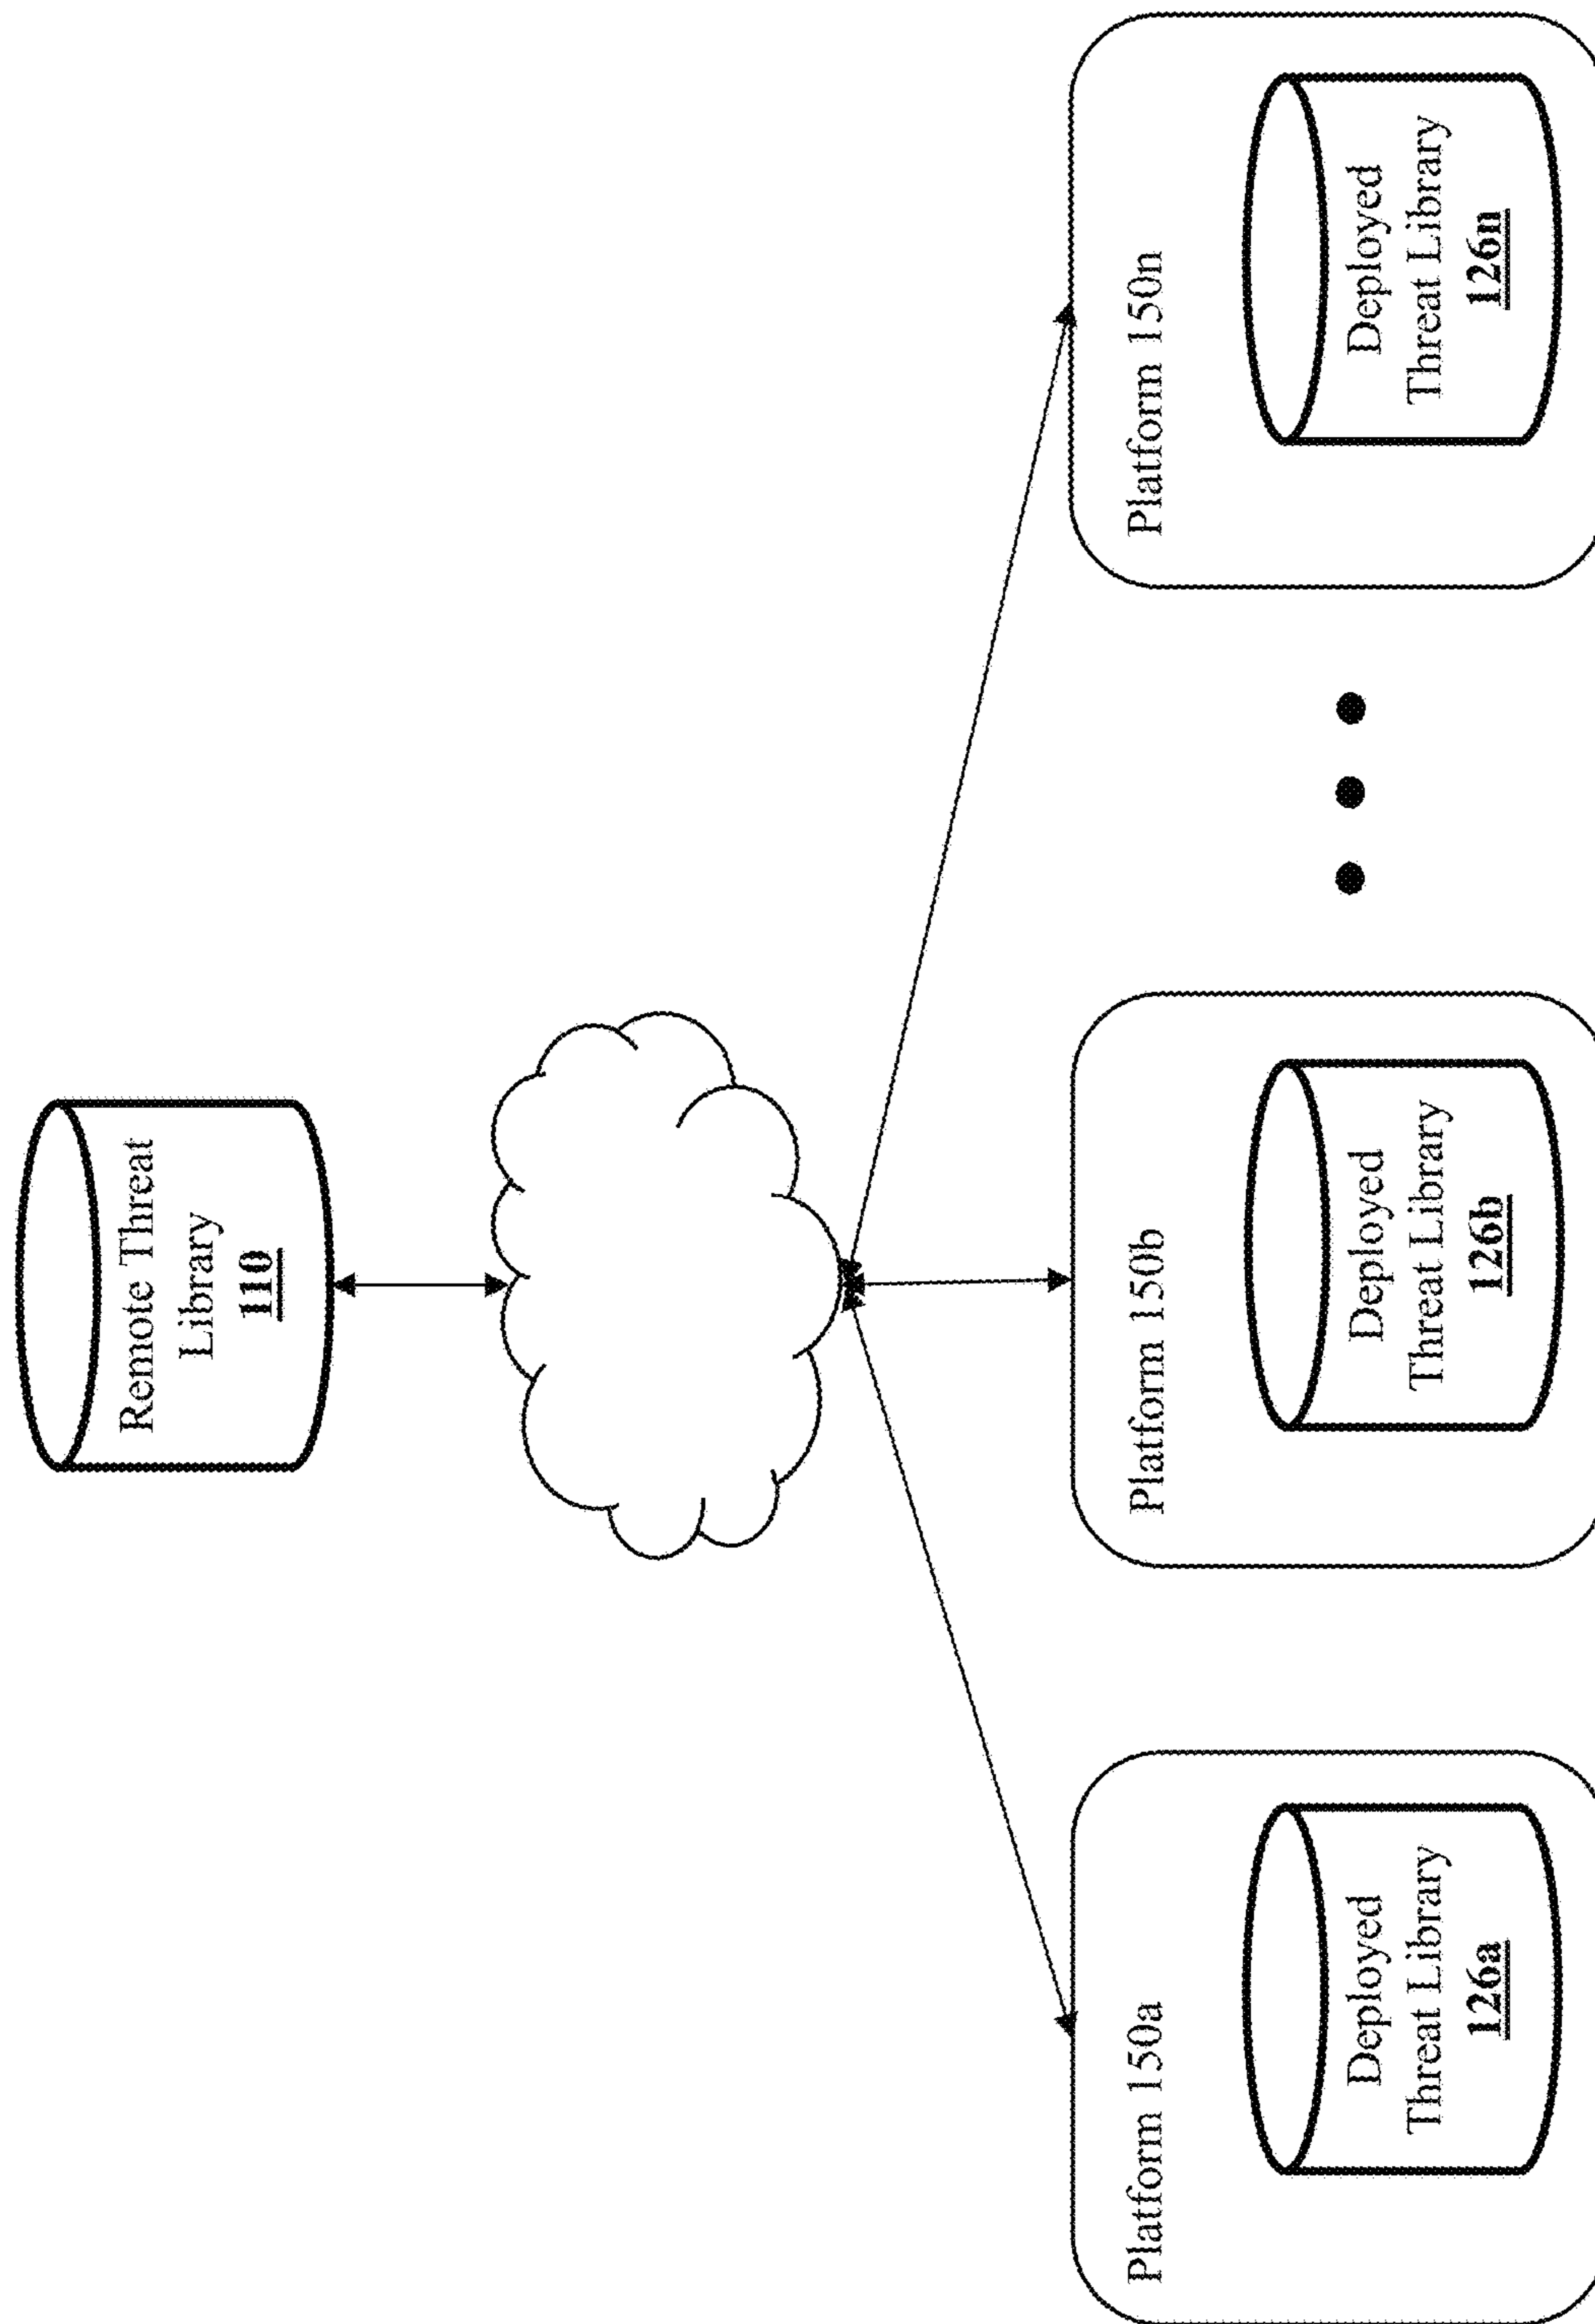 Remote Threat
Library
110
Platform 150a
Deployed
Threat Library
126a
Platform 150b
Deployed
Threat Library
126b
Platform 150n
Deployed
Threat Library
126n